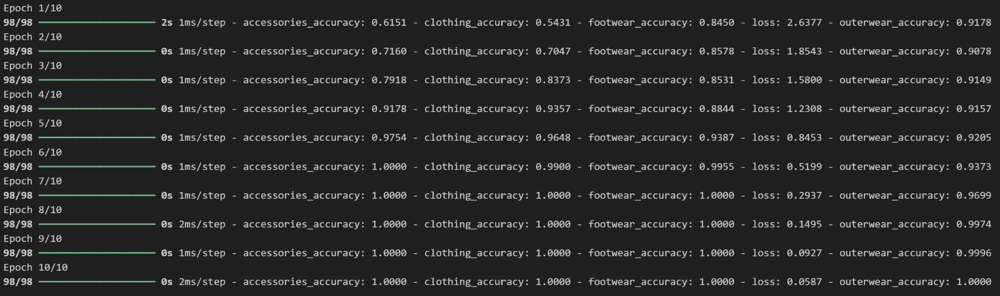 Epoch 1/10
98/98 ━━━━━━━━━━━━━━━━━━━━ 2s 1ms/step - accessories_accuracy: 0.6151 - clothing_accuracy: 0.5431 - footwear_accuracy: 0.8450 - loss: 2.6377 - outerwear_accuracy: 0.9178
Epoch 2/10
98/98 ━━━━━━━━━━━━━━━━━━━━ 0s 1ms/step - accessories_accuracy: 0.7160 - clothing_accuracy: 0.7047 - footwear_accuracy: 0.8578 - loss: 1.8543 - outerwear_accuracy: 0.9078
Epoch 3/10
98/98 ━━━━━━━━━━━━━━━━━━━━ 0s 1ms/step - accessories_accuracy: 0.7918 - clothing_accuracy: 0.8373 - footwear_accuracy: 0.8531 - loss: 1.5800 - outerwear_accuracy: 0.9149
Epoch 4/10
98/98 ━━━━━━━━━━━━━━━━━━━━ 0s 1ms/step - accessories_accuracy: 0.9178 - clothing_accuracy: 0.9357 - footwear_accuracy: 0.8844 - loss: 1.2308 - outerwear_accuracy: 0.9157
Epoch 5/10
98/98 ━━━━━━━━━━━━━━━━━━━━ 0s 1ms/step - accessories_accuracy: 0.9754 - clothing_accuracy: 0.9648 - footwear_accuracy: 0.9387 - loss: 0.8453 - outerwear_accuracy: 0.9205
Epoch 6/10
98/98 ━━━━━━━━━━━━━━━━━━━━ 0s 1ms/step - accessories_accuracy: 1.0000 - clothing_accuracy: 0.9900 - footwear_accuracy: 0.9955 - loss: 0.5199 - outerwear_accuracy: 0.9373
Epoch 7/10
98/98 ━━━━━━━━━━━━━━━━━━━━ 0s 1ms/step - accessories_accuracy: 1.0000 - clothing_accuracy: 1.0000 - footwear_accuracy: 1.0000 - loss: 0.2937 - outerwear_accuracy: 0.9699
Epoch 8/10
98/98 ━━━━━━━━━━━━━━━━━━━━ 0s 2ms/step - accessories_accuracy: 1.0000 - clothing_accuracy: 1.0000 - footwear_accuracy: 1.0000 - loss: 0.1495 - outerwear_accuracy: 0.9974
Epoch 9/10
98/98 ━━━━━━━━━━━━━━━━━━━━ 0s 1ms/step - accessories_accuracy: 1.0000 - clothing_accuracy: 1.0000 - footwear_accuracy: 1.0000 - loss: 0.0927 - outerwear_accuracy: 0.9996
Epoch 10/10
98/98 ━━━━━━━━━━━━━━━━━━━━ 0s 2ms/step - accessories_accuracy: 1.0000 - clothing_accuracy: 1.0000 - footwear_accuracy: 1.0000 - loss: 0.0587 - outerwear_accuracy: 1.0000